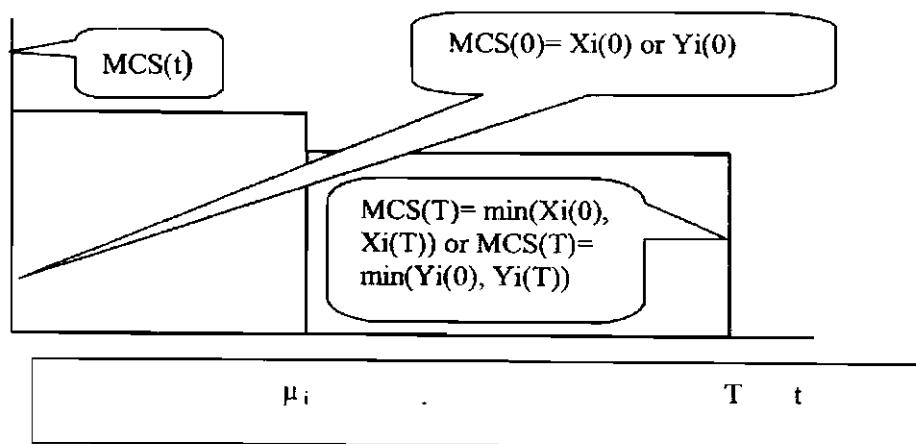 MCS(t)
MCS(0)= Xi(0) or Yi(0)
MCS(T)= min(Xi(0),
Xi(T)) or MCS(T)=
min(Yi(0), Yi(T))
μ i . T t